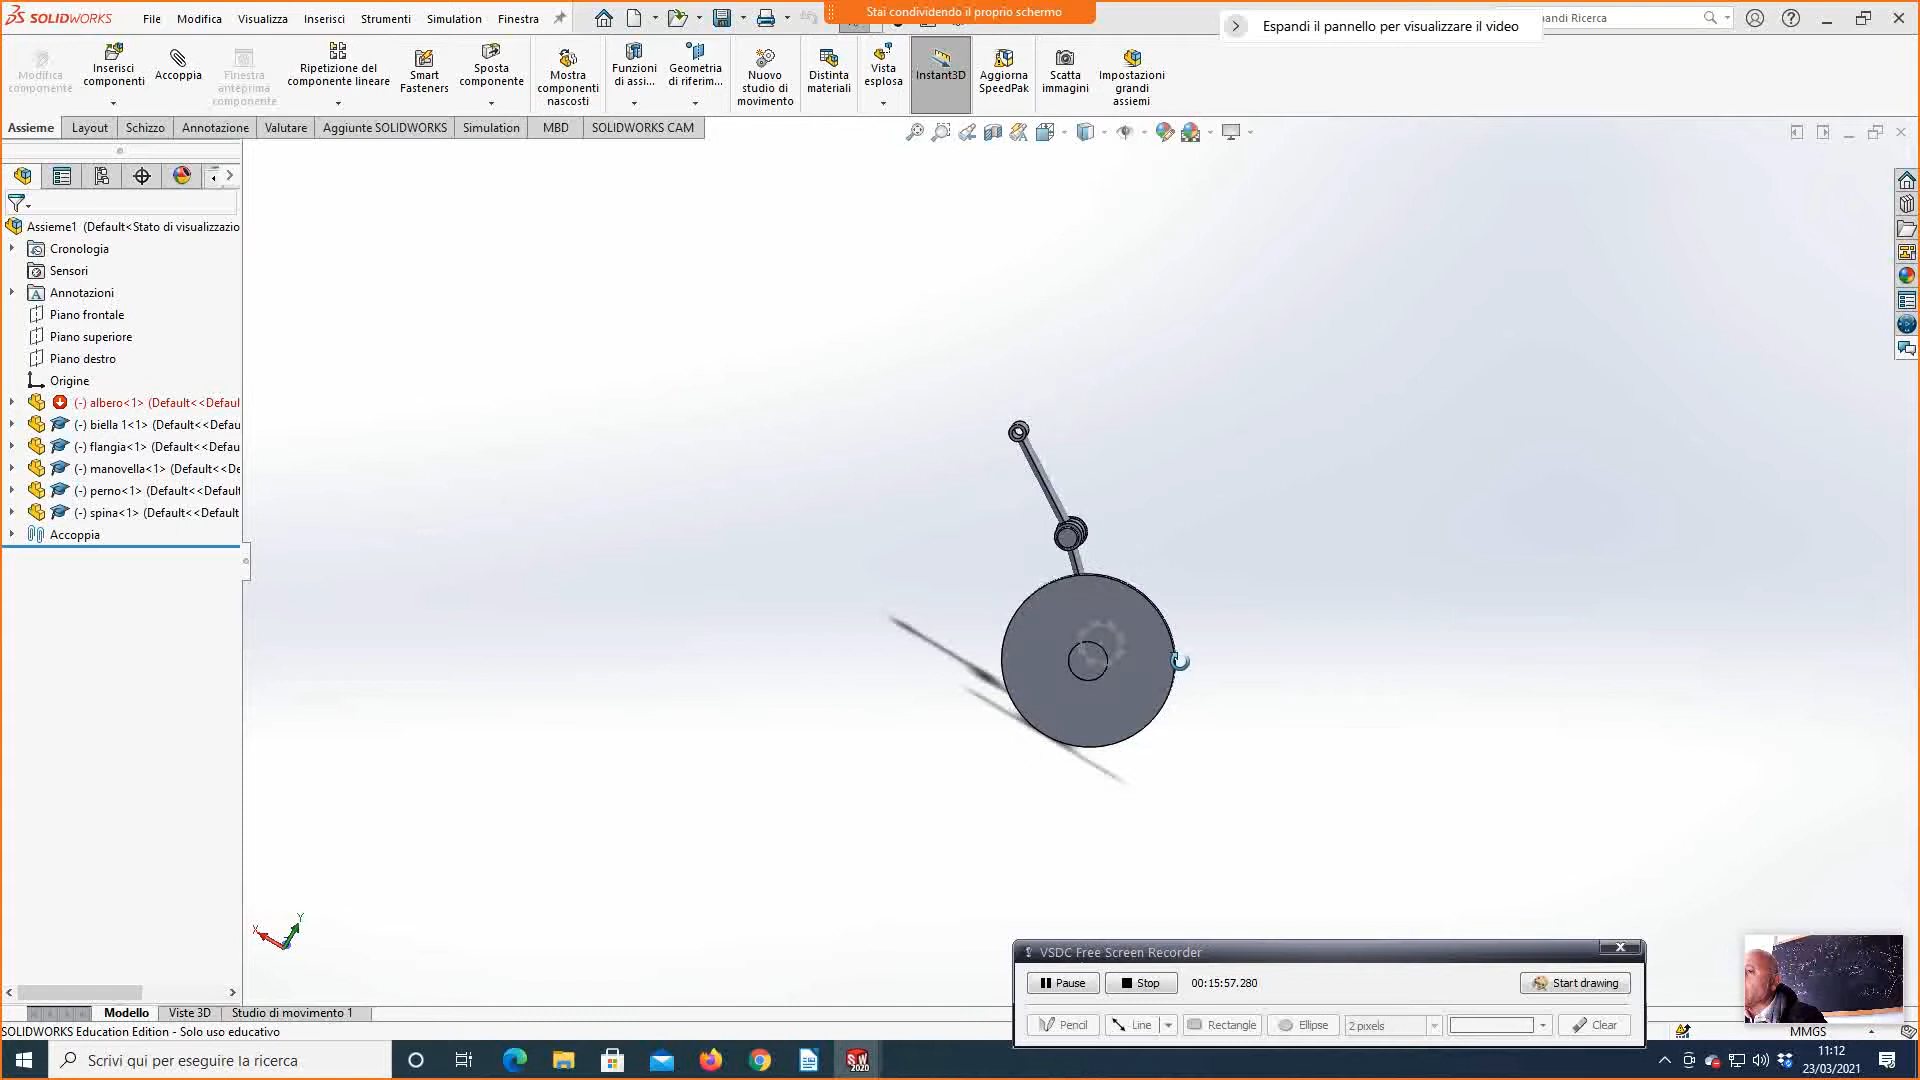 SOLIDWORKS
File Modifica Visualizza Inserisci Strumenti Simulation Finestra
Stai condividendo il proprio schermo
Espandi il pannello per visualizzare il video
andi Ricerca
Modifica componente
Inserisci componenti
Accoppia
Finestra anteprima componente
Ripetizione del componente lineare
Smart Fasteners
Sposta componente
Mostra componenti nascosti
Funzioni di assi...
Geometria di riferim...
Nuovo studio di movimento
Distinta materiali
Vista esplosa
Instant3D
Aggiorna SpeedPak
Scatta immagini
Impostazioni grandi assiemi
Assieme Layout Schizzo Annotazione Valutare Aggiunte SOLIDWORKS Simulation MBD SOLIDWORKS CAM
Assieme1 (Default<Stato di visualizzazio
Cronologia
Sensori
Annotazioni
Piano frontale
Piano superiore
Piano destro
Origine
(-) albero<1> (Default<<Defaul
(-) biella 1<1> (Default<<Defau
(-) flangia<1> (Default<<Defau
(-) manovella<1> (Default<<De
(-) perno<1> (Default<<Default
(-) spina<1> (Default<<Default
Accoppia
X
Y
VSDC Free Screen Recorder
Pause Stop 00:15:57.280 Start drawing
Pencil Line Rectangle Ellipse 2 pixels Clear
Modello Viste 3D Studio di movimento 1
SOLIDWORKS Education Edition - Solo uso educativo
MMGS
Scrivi qui per eseguire la ricerca
SW
2020
11:12
23/03/2021